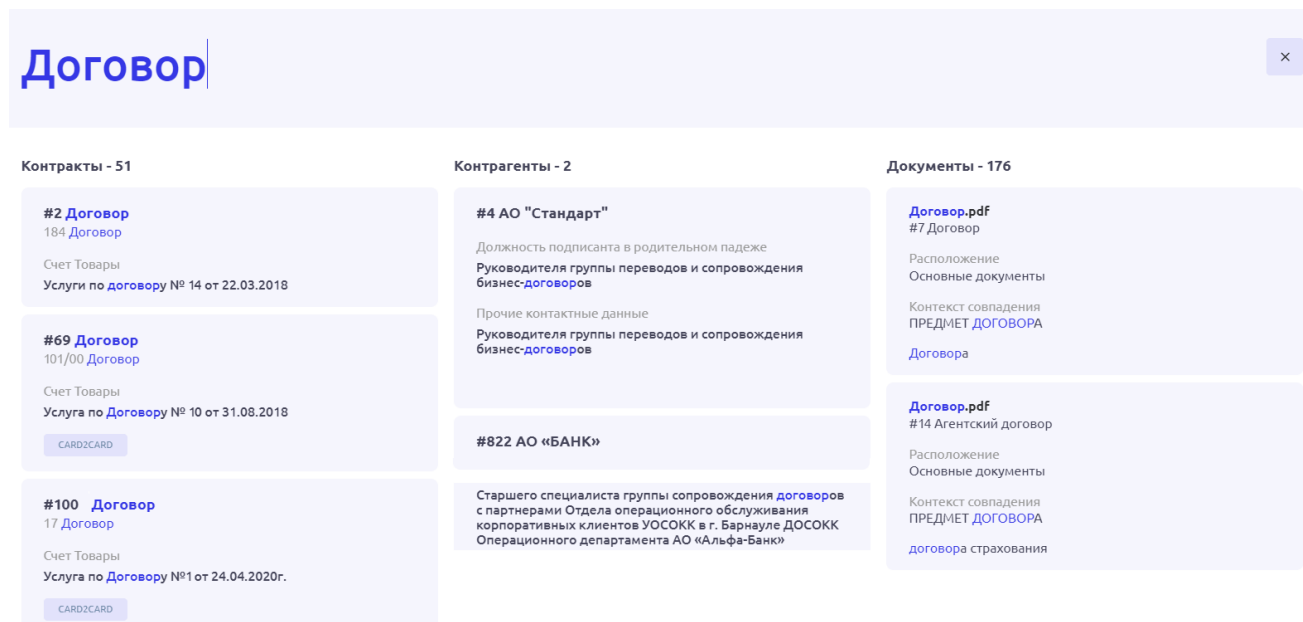 Договор
×
Контракты - 51
#2 Договор
184 Договор
Счет Товары
Услуги по договору № 14 от 22.03.2018
#69 Договор
101/00 Договор
Счет Товары
Услуга по Договору № 10 от 31.08.2018
CARD2CARD
#100 Договор
17 Договор
Счет Товары
Услуга по Договору №1 от 24.04.2020г.
CARD2CARD
Контрагенты - 2
#4 АО "Стандарт"
Должность подписанта в родительном падеже
Руководителя группы переводов и сопровождения
бизнес-договоров
Прочие контактные данные
Руководителя группы переводов и сопровождения
бизнес-договоров
#822 АО «БАНК»
Старшего специалиста группы сопровождения договоров
с партнерами Отдела операционного обслуживания
корпоративных клиентов УОСОКК в г. Барнауле ДОСОКК
Операционного департамента АО «Альфа-Банк»
Документы - 176
Договор.pdf
#7 Договор
Расположение
Основные документы
Контекст совпадения
ПРЕДМЕТ ДОГОВОРА
Договора
Договор.pdf
#14 Агентский договор
Расположение
Основные документы
Контекст совпадения
ПРЕДМЕТ ДОГОВОРА
договора страхования